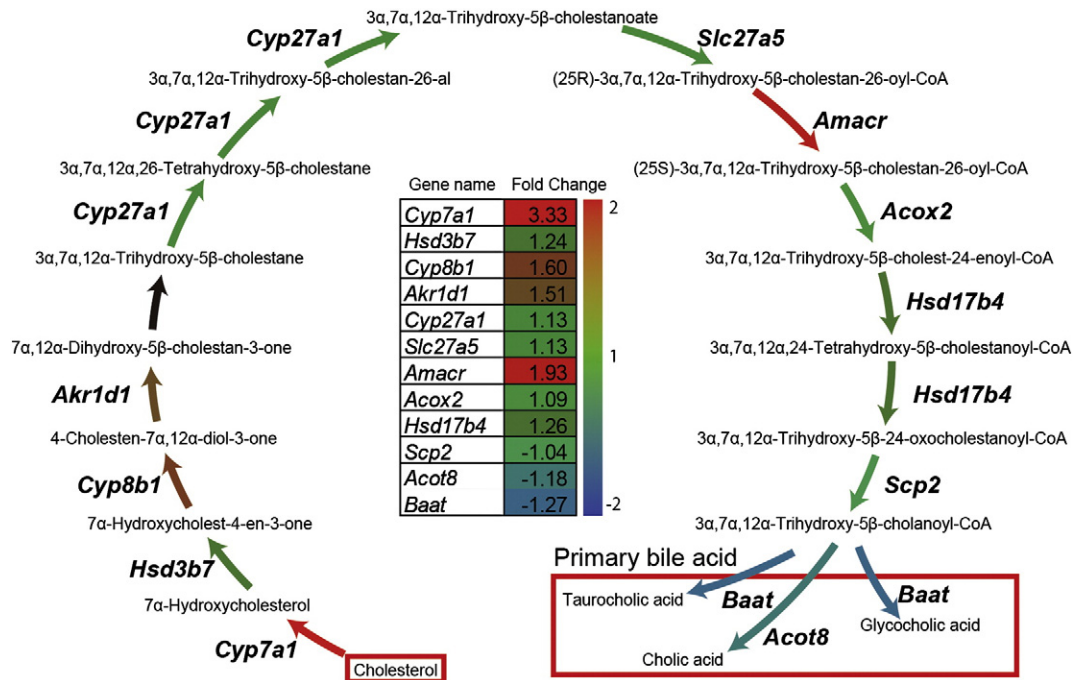 3α,7α,12α-Trihydroxy-5β-cholestanoate
Cyp27a1
Slc27a5
3α,7α,12α-Trihydroxy-5β-cholestan-26-al
(25R)-3α,7α,12α-Trihydroxy-5β-cholestan-26-oyl-CoA
Cyp27a1
Amacr
3α,7α,12α,26-Tetrahydroxy-5β-cholestane
(25S)-3α,7α,12α-Trihydroxy-5β-cholestan-26-oyl-CoA
Cyp27a1
Acox2
3α,7α,12α-Trihydroxy-5β-cholestane
3α,7α,12α-Trihydroxy-5β-cholest-24-enoyl-CoA
Hsd17b4
7α,12α-Dihydroxy-5β-cholestan-3-one
3α,7α,12α,24-Tetrahydroxy-5β-cholestanoyl-CoA
Akr1d1
Hsd17b4
4-Cholesten-7α,12α-diol-3-one
3α,7α,12α-Trihydroxy-5β-24-oxocholestanoyl-CoA
Cyp8b1
Scp2
7α-Hydroxycholest-4-en-3-one
3α,7α,12α-Trihydroxy-5β-cholanoyl-CoA
Hsd3b7
7α-Hydroxycholesterol
Cyp7a1
Cholesterol
Gene name Fold Change
Cyp7a1 3.33
Hsd3b7 1.24
Cyp8b1 1.60
Akr1d1 1.51
Cyp27a1 1.13
Slc27a5 1.13
Amacr 1.93
Acox2 1.09
Hsd17b4 1.26
Scp2 -1.04
Acot8 -1.18
Baat -1.27
2
1
-2
Primary bile acid
Taurocholic acid
Baat
Baat
Glycocholic acid
Acot8
Cholic acid